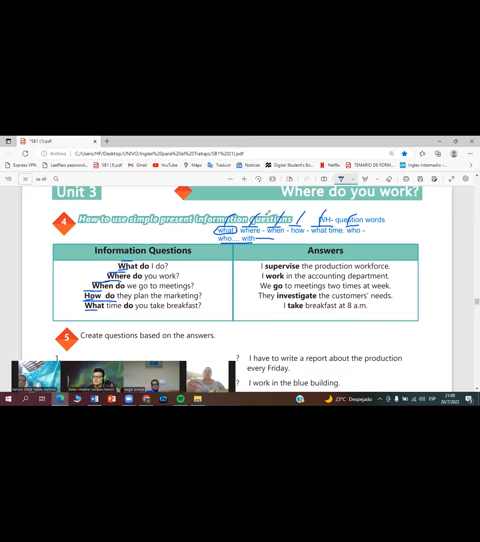 *SB1 (1).pdf
Archivo C:/Users/HP/Desktop/UNIVO/Ingles%20para%20el%20Trabajo/SB1%20(1).pdf
Express VPN LastPass password... SB1 (1).pdf Gmail YouTube Maps Traducir Noticias Digital Student's Bo... Netflix TEMARIO DE FORM... Ingles Intermedio -...
Unit 3 Where do you work?
4 How to use simple present information questions WH- question words
what - where - when - how - what time. who -
who.... with
Information Questions Answers
What do I do? I supervise the production workforce.
Where do you work? I work in the accounting department.
When do we go to meetings? We go to meetings two times at week.
How do they plan the marketing? They investigate the customers' needs.
What time do you take breakfast? I take breakfast at 8 a.m.
5 Create questions based on the answers.
1 ? I have to write a report about the production
every Friday.
? I work in the blue building.
23°C Despejado ESP 21:09
20/7/2022